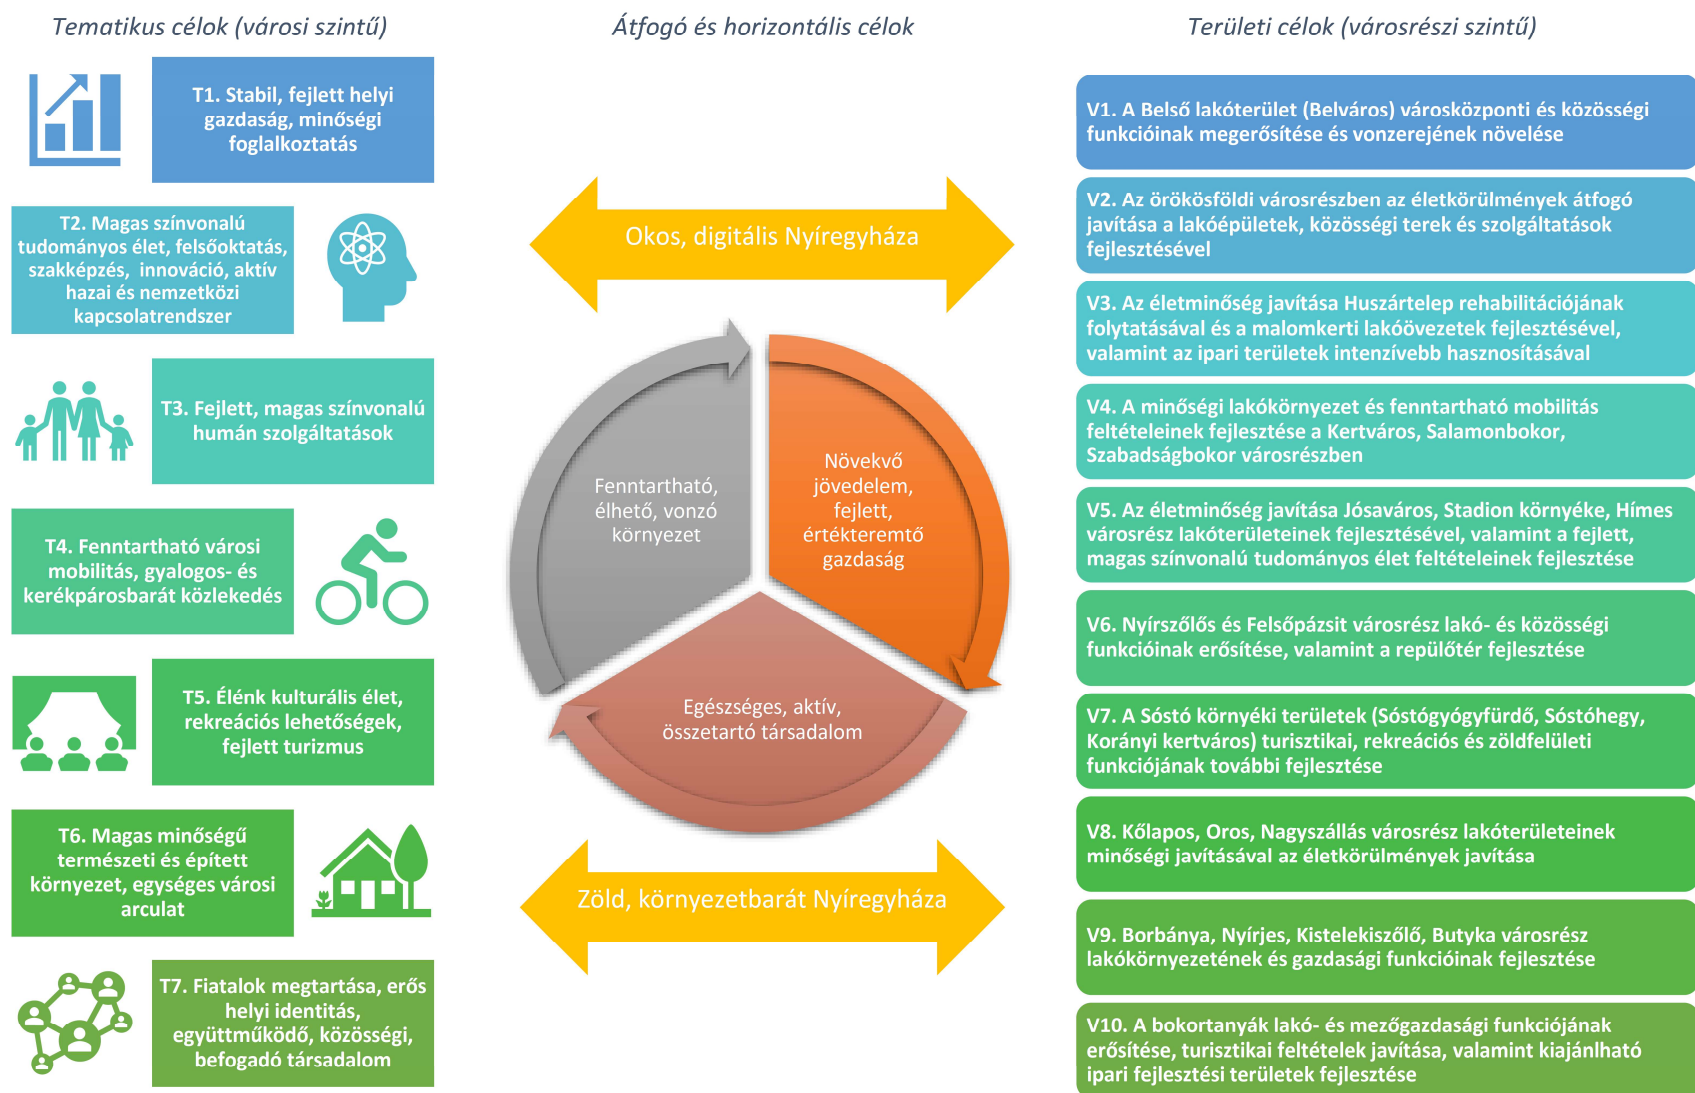 Tematikus célok (városi szintű)
T1. Stabil, fejlett helyi
gazdaság, minőségi
foglalkoztatás
T2. Magas színvonalú
tudományos élet, felsőoktatás,
szakképzés, innováció, aktív
hazai és nemzetközi
kapcsolatrendszer
T3. Fejlett, magas színvonalú
humán szolgáltatások
T4. Fenntartható városi
mobilitás, gyalogos- és
kerékpárosbarát közlekedés
T5. Élénk kulturális élet,
rekreációs lehetőségek,
fejlett turizmus
T6. Magas minőségű
természeti és épített
környezet, egységes városi
arculat
T7. Fiatalok megtartása, erős
helyi identitás,
együttműködő, közösségi,
befogadó társadalom
Átfogó és horizontális célok
Okos, digitális Nyíregyháza
Fenntartható,
élhető, vonzó
környezet
Növekvő
jövedelem,
fejlett,
értékteremtő
gazdaság
Egészséges, aktív,
összetartó társadalom
Zöld, környezetbarát Nyíregyháza
Területi célok (városrészi szintű)
V1. A Belső lakóterület (Belváros) városközponti és közösségi
funkcióinak megerősítése és vonzerejének növelése
V2. Az örökösföldi városrészben az életkörülmények átfogó
javítása a lakóépületek, közösségi terek és szolgáltatások
fejlesztésével
V3. Az életminőség javítása Huszártelep rehabilitációjának
folytatásával és a malomkerti lakóövezetek fejlesztésével,
valamint az ipari területek intenzívebb hasznosításával
V4. A minőségi lakókörnyezet és fenntartható mobilitás
feltételeinek fejlesztése a Kertváros, Salamonbokor,
Szabadságbokor városrészben
V5. Az életminőség javítása Jósaváros, Stadion környéke, Hímes
városrész lakóterületeinek fejlesztésével, valamint a fejlett,
magas színvonalú tudományos élet feltételeinek fejlesztése
V6. Nyírszőlős és Felsőpázsit városrész lakó- és közösségi
funkcióinak erősítése, valamint a repülőtér fejlesztése
V7. A Sóstó környéki területek (Sóstógyógyfürdő, Sóstóhegy,
Korányi kertváros) turisztikai, rekreációs és zöldfelületi
funkciójának további fejlesztése
V8. Kőlapos, Oros, Nagyszállás városrész lakóterületeinek
minőségi javításával az életkörülmények javítása
V9. Borbánya, Nyírjes, Kistelekiszőlő, Butyka városrész
lakókörnyezetének és gazdasági funkcióinak fejlesztése
V10. A bokortanyák lakó- és mezőgazdasági funkciójának
erősítése, turisztikai feltételek javítása, valamint kiajánlható
ipari fejlesztési területek fejlesztése